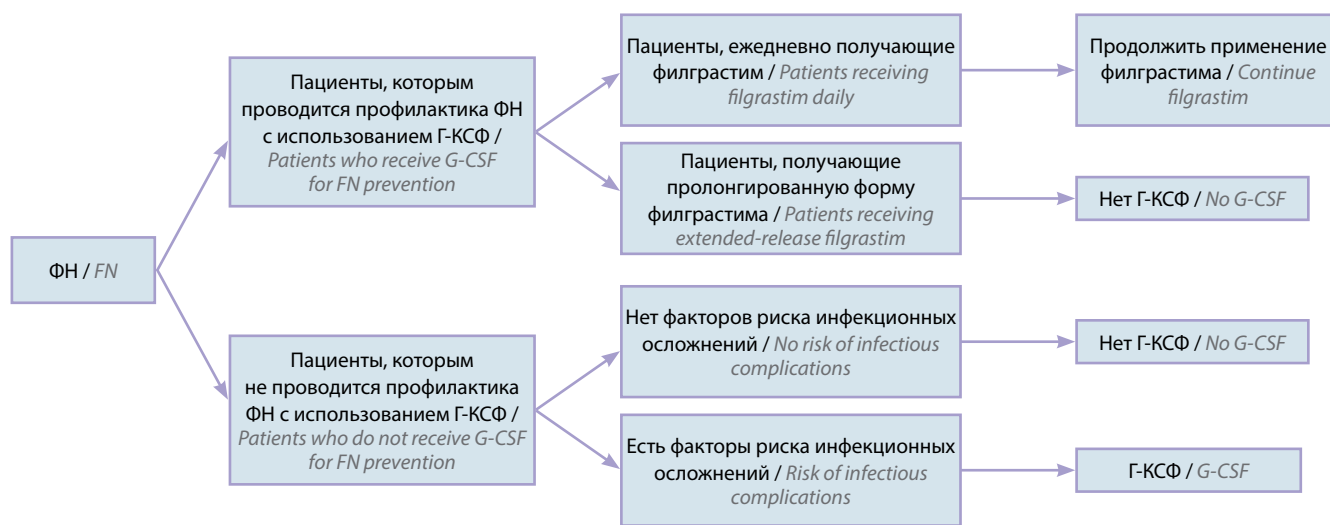 ФН / FN
Пациенты, которым
проводится профилактика ФН
с использованием Г-КСФ /
Patients who receive G-CSF
for FN prevention
Пациенты, ежедневно получающие
филграстим / Patients receiving
filgrastim daily
Продолжить применение
филграстима / Continue
filgrastim
Пациенты, получающие
пролонгированную форму
филграстима / Patients receiving
extended-release filgrastim
Нет Г-КСФ / No G-CSF
Пациенты, которым
не проводится профилактика
ФН с использованием Г-КСФ /
Patients who do not receive G-CSF
for FN prevention
Нет факторов риска инфекционных
осложнений / No risk of infectious
complications
Нет Г-КСФ / No G-CSF
Есть факторы риска инфекционных
осложнений / Risk of infectious
complications
Г-КСФ / G-CSF